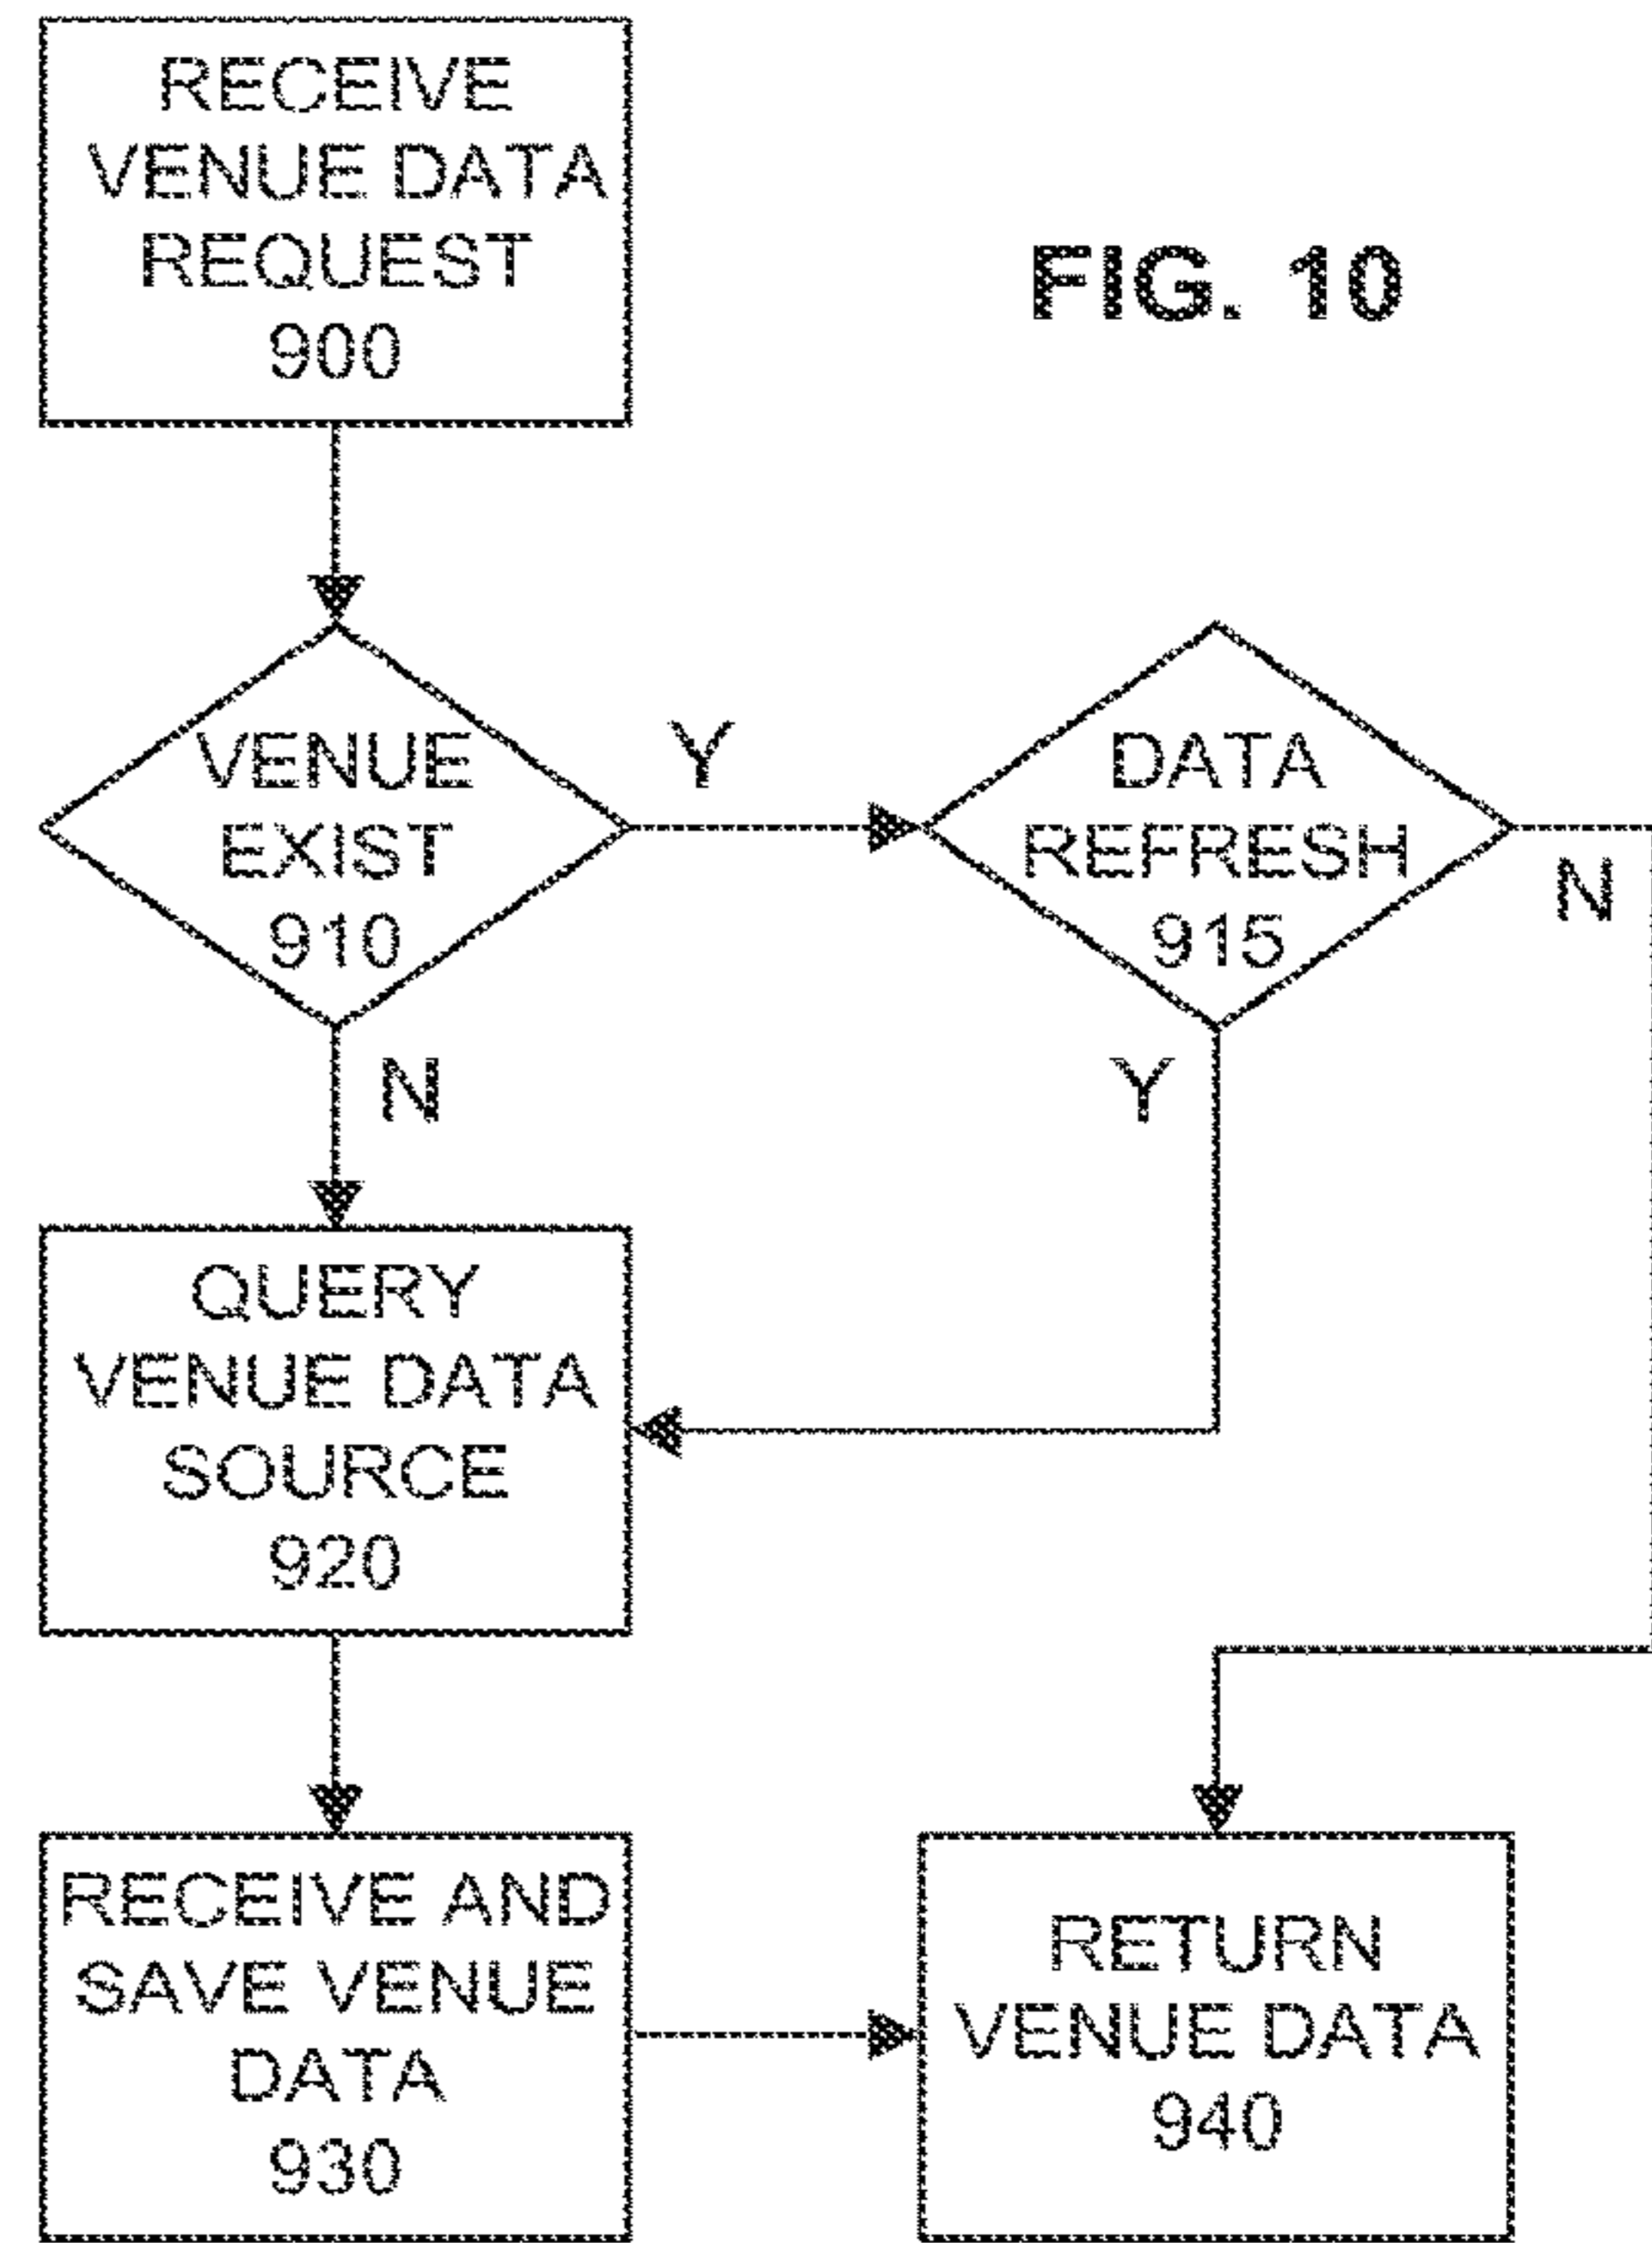 RECEIVE
VENUE DATA
REQUEST
900
FIG. 10
VENUE
EXIST
910
Y
DATA
REFRESH
915
N
N
Y
QUERY
VENUE DATA
SOURCE
920
RECEIVE AND
SAVE VENUE
DATA
930
RETURN
VENUE DATA
940